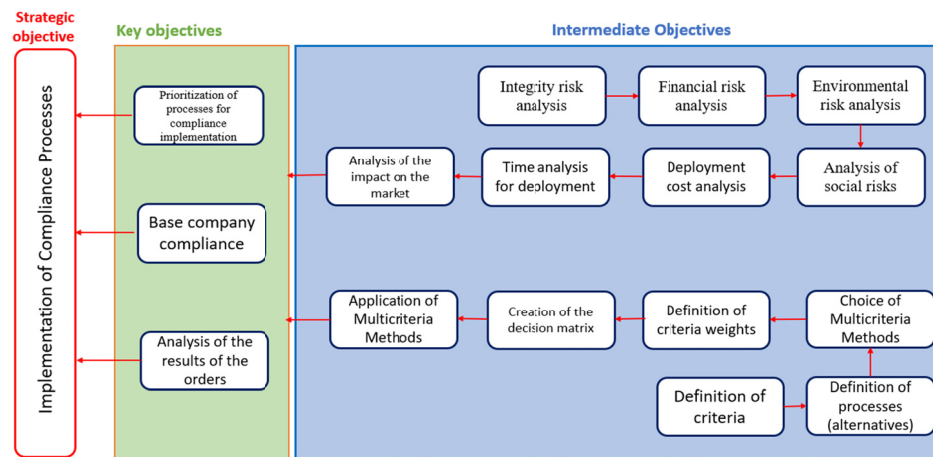 Strategic
objective
Key objectives
Intermediate Objectives
Implementation of Compliance Processes
Prioritization of
processes for
compliance
implementation
Base company
compliance
Analysis of the
results of the
orders
Integrity risk
analysis
Financial risk
analysis
Environmental
risk analysis
Analysis of the
impact on the
market
Time analysis
for deployment
Deployment
cost analysis
Analysis of
social risks
Application of
Multicriteria
Methods
Creation of the
decision matrix
Definition of
criteria weights
Choice of
Multicriteria
Methods
Definition of
criteria
Definition of
processes
(alternatives)